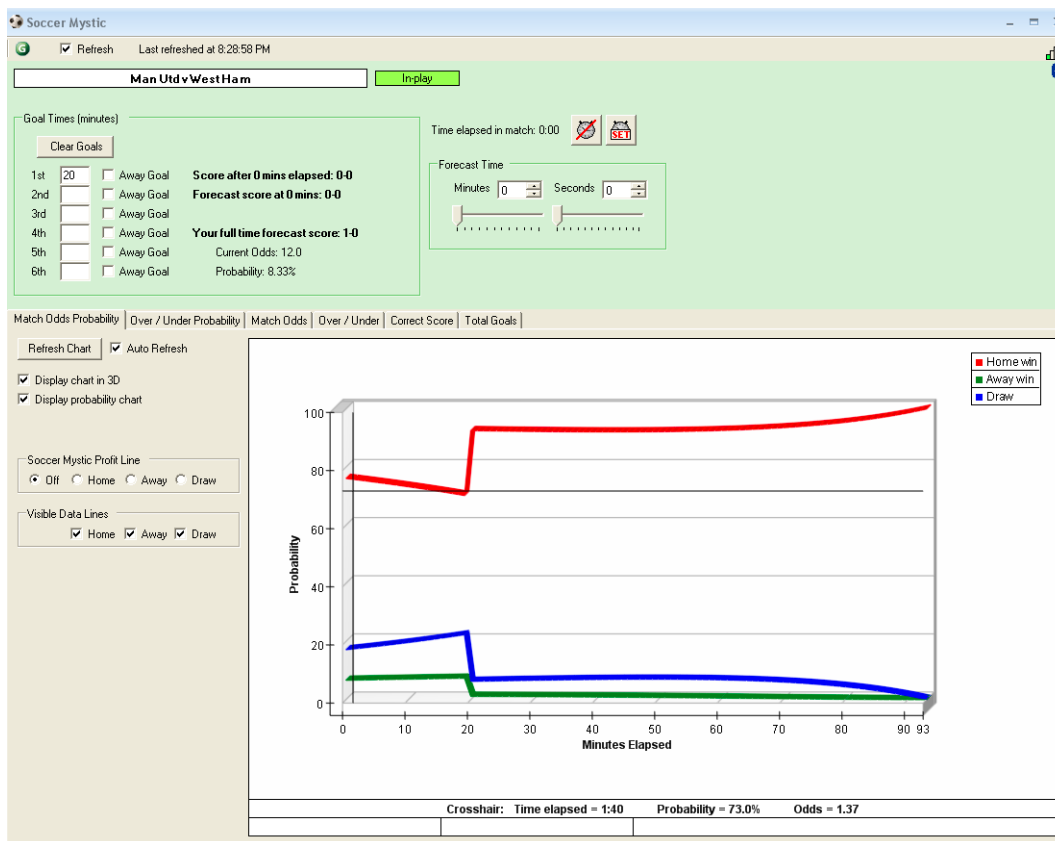 Soccer Mystic
G Refresh Last refreshed at 8:28:58 PM
Man Utd v West Ham In-play
Goal Times (minutes)
Clear Goals
Time elapsed in match: 0:00 SET
1st 20 Away Goal Score after 0 mins elapsed: 0-0
2nd Away Goal Forecast score at 0 mins: 0-0
3rd Away Goal
4th Away Goal Your full time forecast score: 1-0
5th Away Goal Current Odds: 12.0
6th Away Goal Probability: 8.33%
Forecast Time
Minutes 0 Seconds 0
Match Odds Probability Over / Under Probability Match Odds Over / Under Correct Score Total Goals
Refresh Chart Auto Refresh
Display chart in 3D
Display probability chart
Soccer Mystic Profit Line
Off Home Away Draw
Visible Data Lines
Home Away Draw
Home win
Away win
Draw
Probability
100
80
60
40
20
0
0 10 20 30 40 50 60 70 80 90 93
Minutes Elapsed
Crosshair: Time elapsed = 1:40 Probability = 73.0% Odds = 1.37